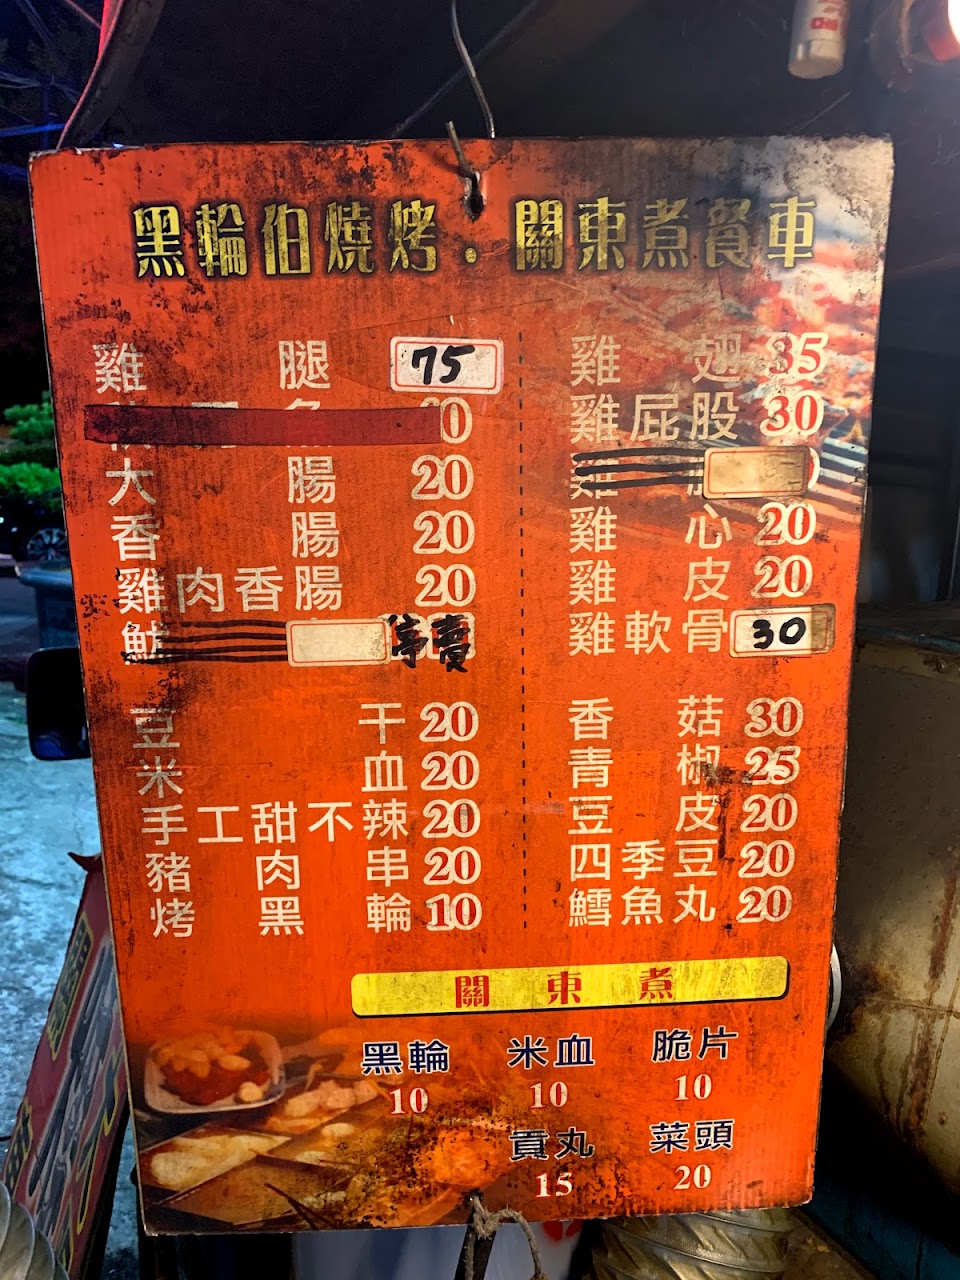 黑輪伯燒烤·關東煮餐車
雞腿 75
大腸 20
香腸 20
雞肉香腸 20
魷 停賣
豆干 20
米血 20
手工甜不辣 20
豬肉串 20
烤黑輪 10
雞翅 35
雞屁股 30
雞
雞心 20
雞皮 20
雞軟骨 30
香菇 30
青椒 25
豆皮 20
四季豆 20
鱈魚丸 20
關東煮
黑輪 米血 脆片
10 10 10
貢丸 菜頭
15 20